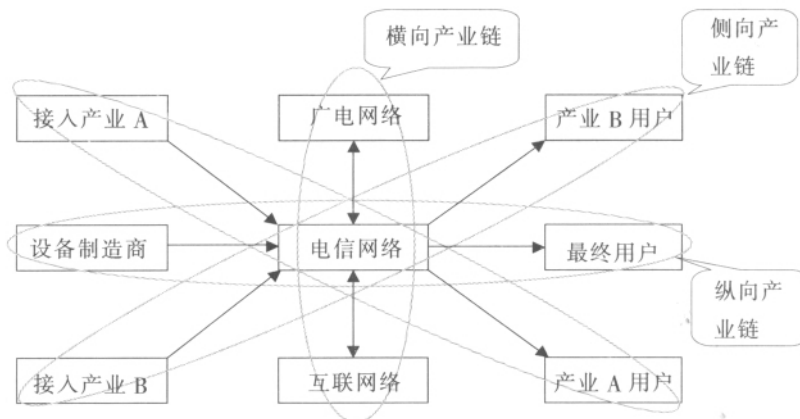 横向产业链
侧向产
业链
接入产业 A
广电网络
产业 B 用户
设备制造商
电信网络
最终用户
纵向产
业链
接入产业B
互联网络
产业 A 用户